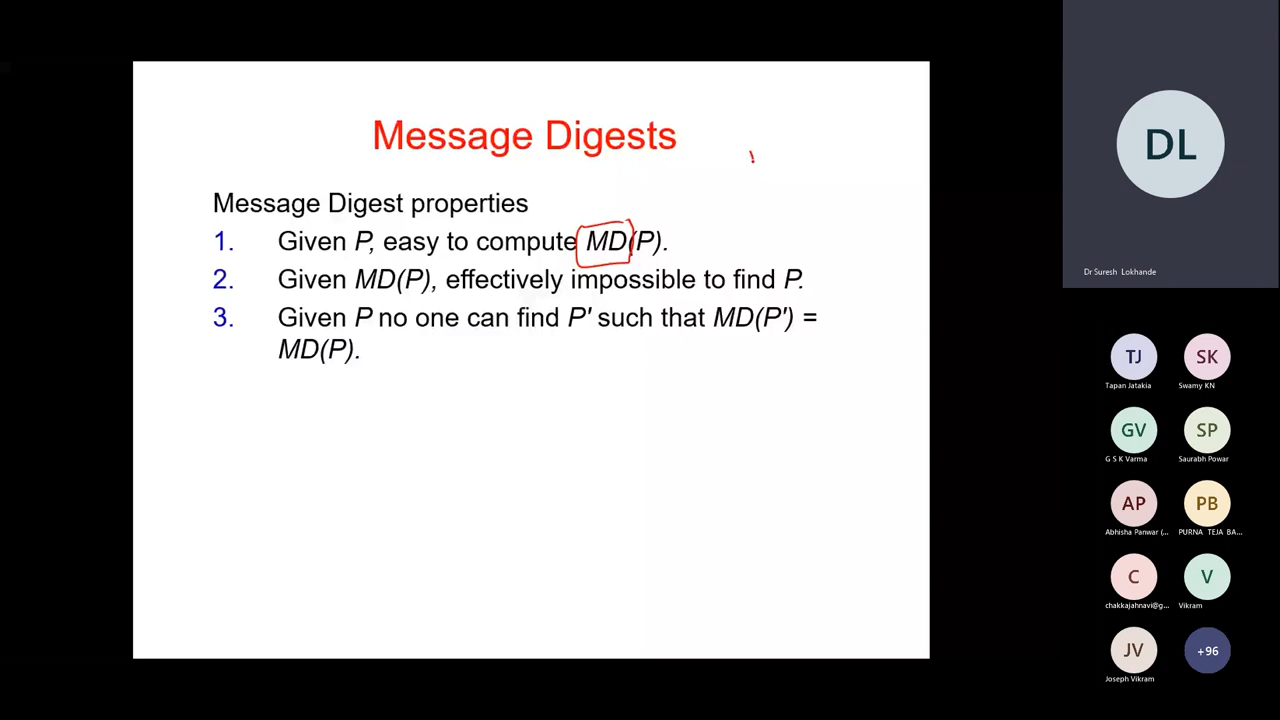 Message Digests
Message Digest properties
1. Given P, easy to compute MD(P).
2. Given MD(P), effectively impossible to find P.
3. Given P no one can find P′ such that MD(P′) =
MD(P).
DL
Dr Suresh Lokhande
TJ SK
Tapan Jatakia Swamy KN
GV SP
G S K Varma Saurabh Powar
AP PB
Abhisha Panwar (... PURNA TEJA BA...
C V
chakkajahnavi@g... Vikram
JV +96
Joseph Vikram